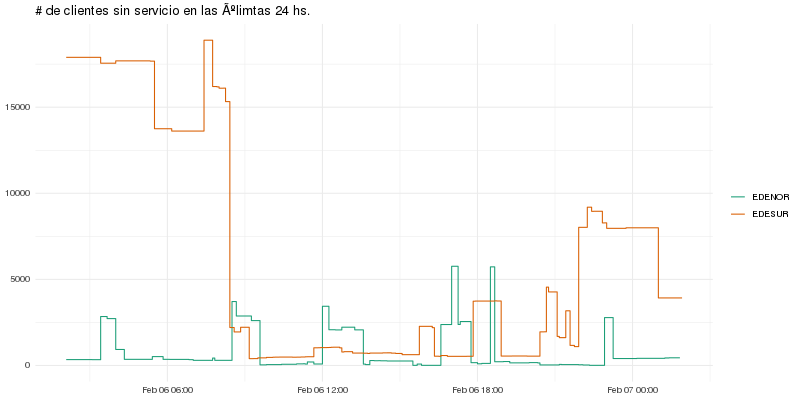 # de clientes sin servicio en las Ãºlimtas 24 hs.
15000
10000
5000
0
Feb 06 06:00
Feb 06 12:00
Feb 06 18:00
Feb 07 00:00
EDENOR
EDESUR